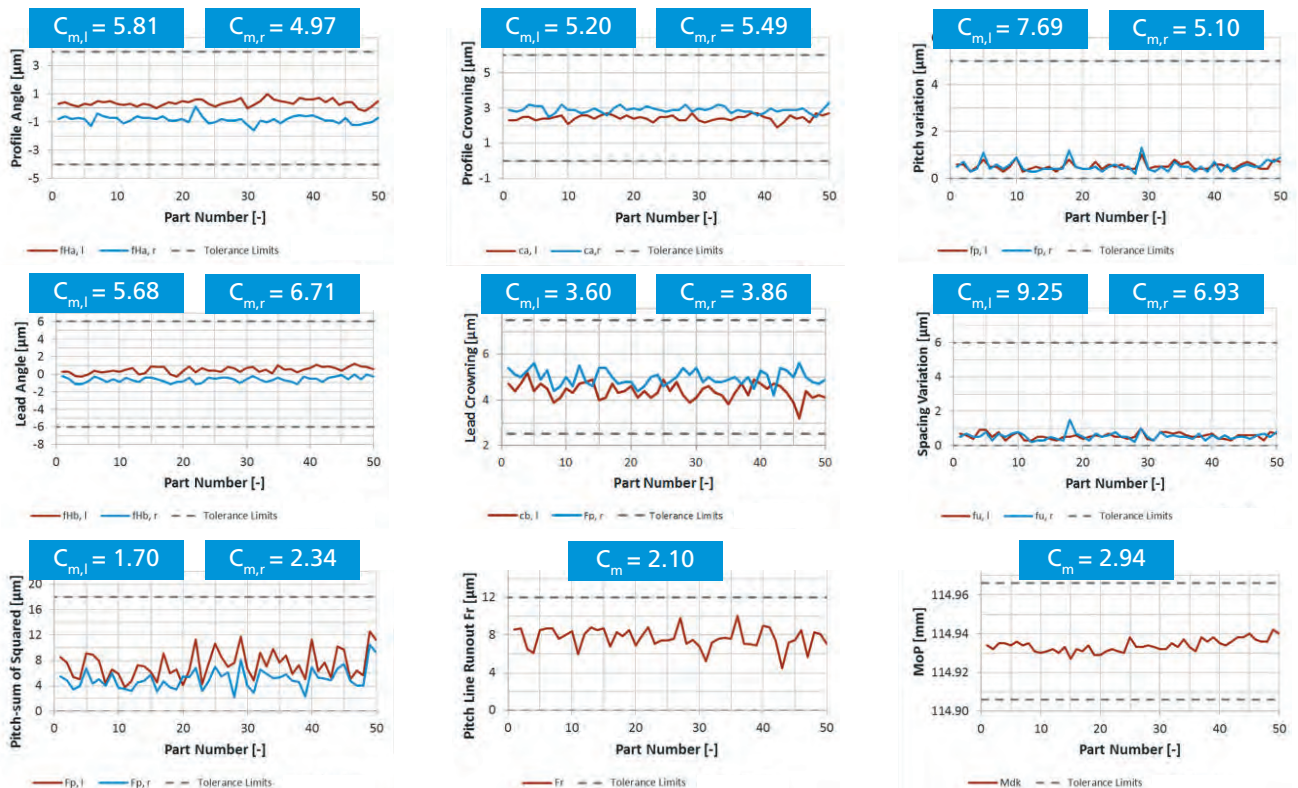 C_m,l = 5.81 C_m,r = 4.97
Profile Angle [µm]
3
1
-1
-3
-5
0 10 20 30 40 50
Part Number [-]
fHa, l fHa, r Tolerance Limits
C_m,l = 5.20 C_m,r = 5.49
Profile Crowning [µm]
7
5
3
1
-1
0 10 20 30 40 50
Part Number [-]
ca, l ca,r Tolerance Limits
C_m,l = 7.69 C_m,r = 5.10
Pitch variation [µm]
4
2
0
0 10 20 30 40 50
Part Number [-]
fp, l fp, r Tolerance Limits
C_m,l = 5.68 C_m,r = 6.71
Lead Angle [µm]
6
4
2
0
-2
-4
-6
-8
0 10 20 30 40 50
Part Number [-]
fHb, l fHb, r Tolerance Limits
C_m,l = 3.60 C_m,r = 3.86
Lead Crowning [µm]
6
4
2
0 10 20 30 40 50
Part Number [-]
cb, l Fp, r Tolerance Limits
C_m,l = 9.25 C_m,r = 6.93
Spacing Variation [µm]
6
4
2
0
0 10 20 30 40 50
Part Number [-]
fu, l fu, r Tolerance Limits
C_m,l = 1.70 C_m,r = 2.34
Pitch-sum of Squared [µm]
20
16
12
8
4
0
0 10 20 30 40 50
Part Number [-]
Fp, l Fp, r Tolerance Limits
C_m = 2.10
Pitch Line Runout Fr [µm]
12
8
4
0
0 10 20 30 40 50
Part Number [-]
Fr Tolerance Limits
C_m = 2.94
MoP [mm]
114.96
114.94
114.92
114.90
0 10 20 30 40 50
Part Number [-]
Mdk Tolerance Limits